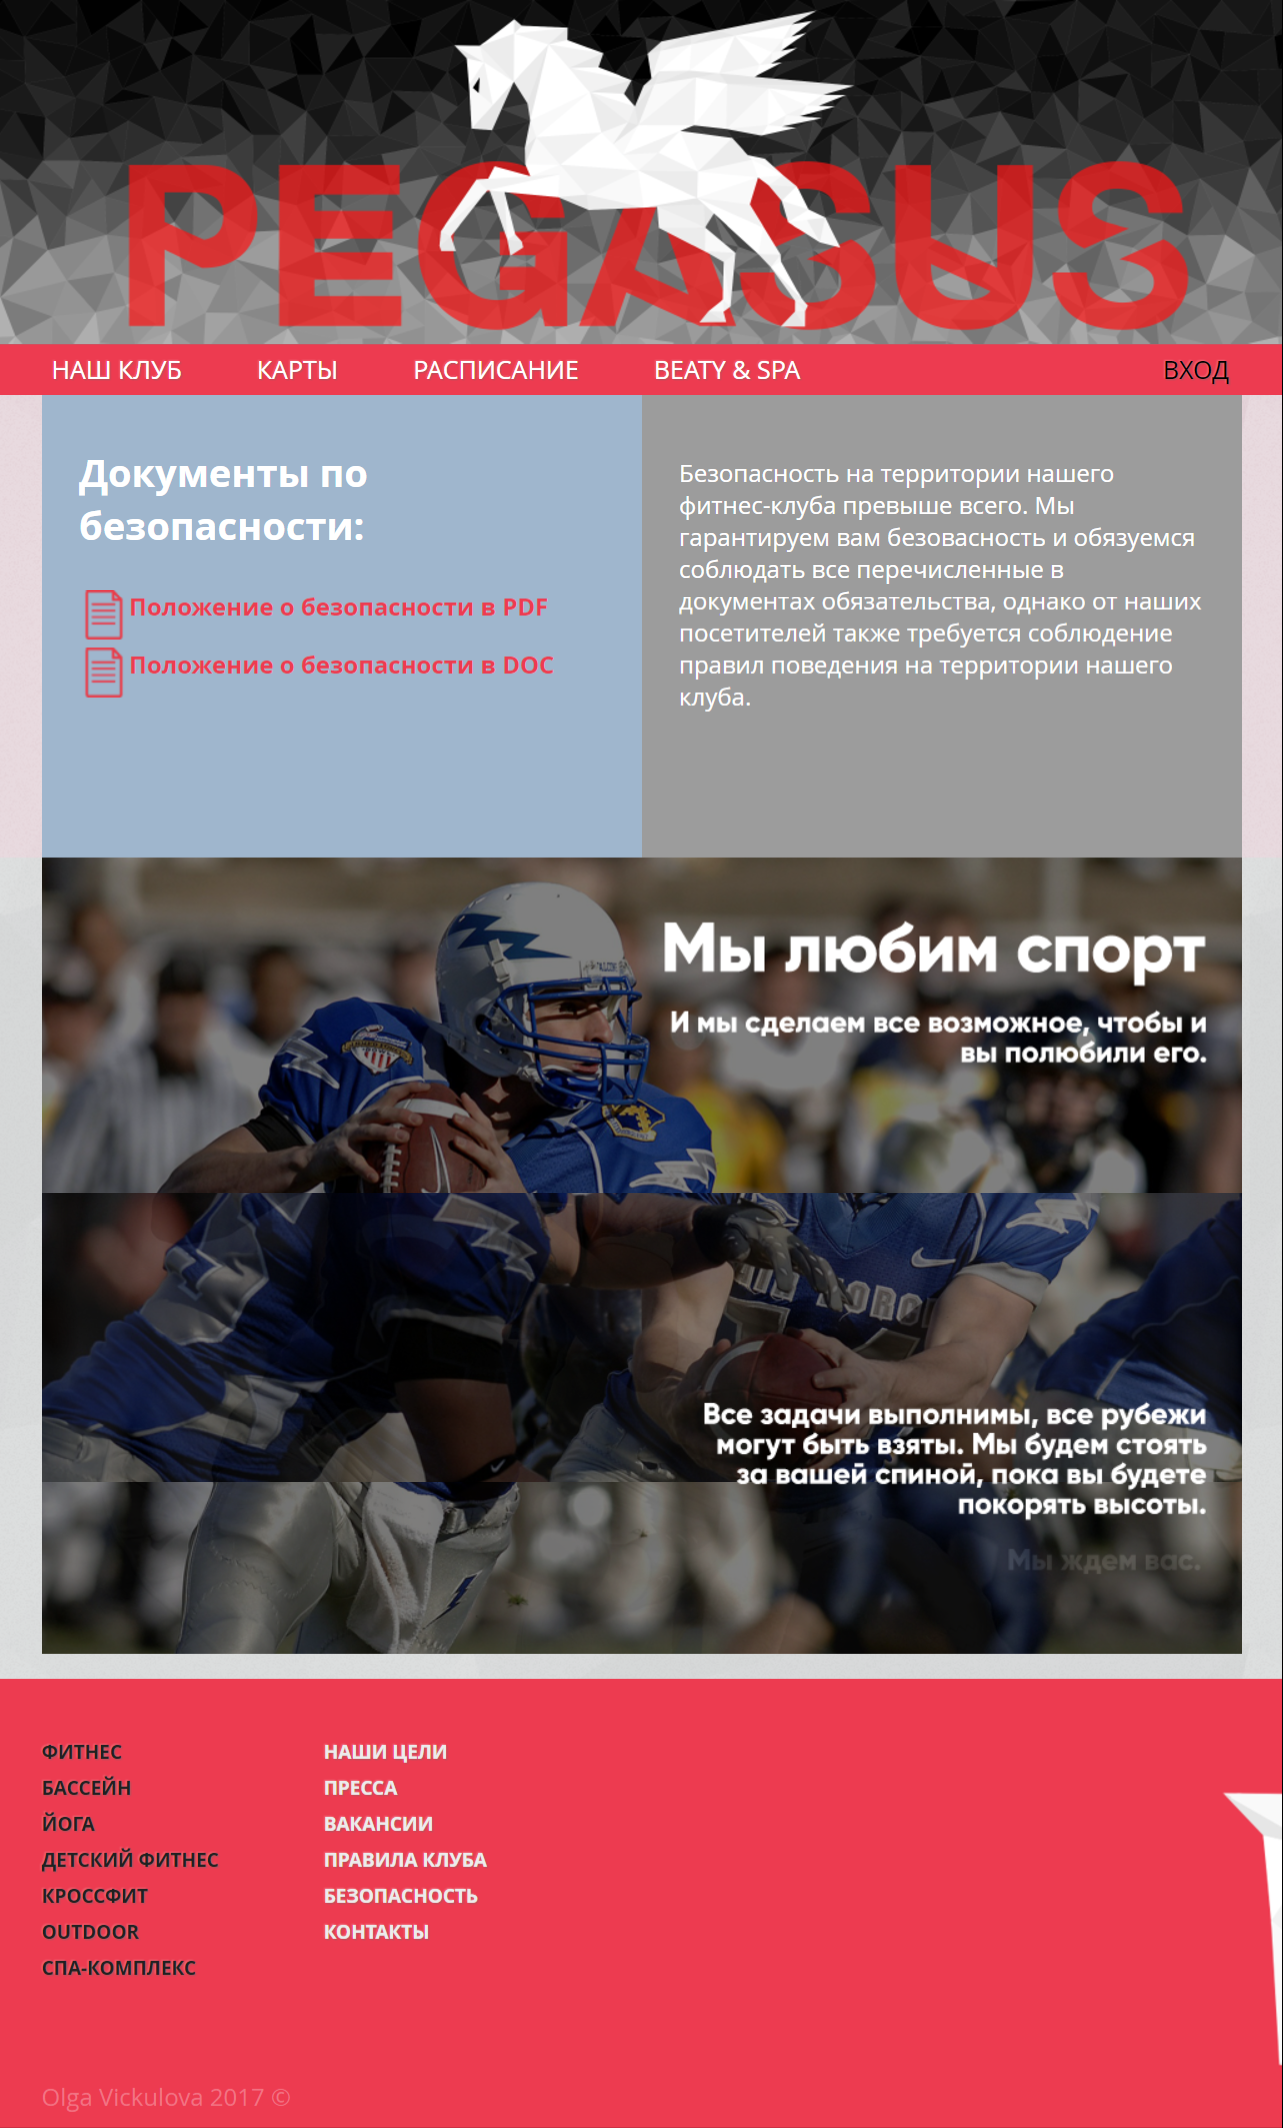 PEGASUS
НАШ КЛУБ КАРТЫ РАСПИСАНИЕ BEATY & SPA ВХОД
Документы по
безопасности:
Положение о безопасности в PDF
Положение о безопасности в DOC
Безопасность на территории нашего
фитнес-клуба превыше всего. Мы
гарантируем вам безовасность и обязуемся
соблюдать все перечисленные в
документах обязательства, однако от наших
посетителей также требуется соблюдение
правил поведения на территории нашего
клуба.
Мы любим спорт
И мы сделаем все возможное, чтобы и
вы полюбили его.
Все задачи выполнимы, все рубежи
могут быть взяты. Мы будем стоять
за вашей спиной, пока вы будете
покорять высоты.
Мы ждем вас.
ФИТНЕС
БАССЕЙН
ЙОГА
ДЕТСКИЙ ФИТНЕС
КРОССФИТ
OUTDOOR
СПА-КОМПЛЕКС
НАШИ ЦЕЛИ
ПРЕССА
ВАКАНСИИ
ПРАВИЛА КЛУБА
БЕЗОПАСНОСТЬ
КОНТАКТЫ
Olga Vickulova 2017 ©